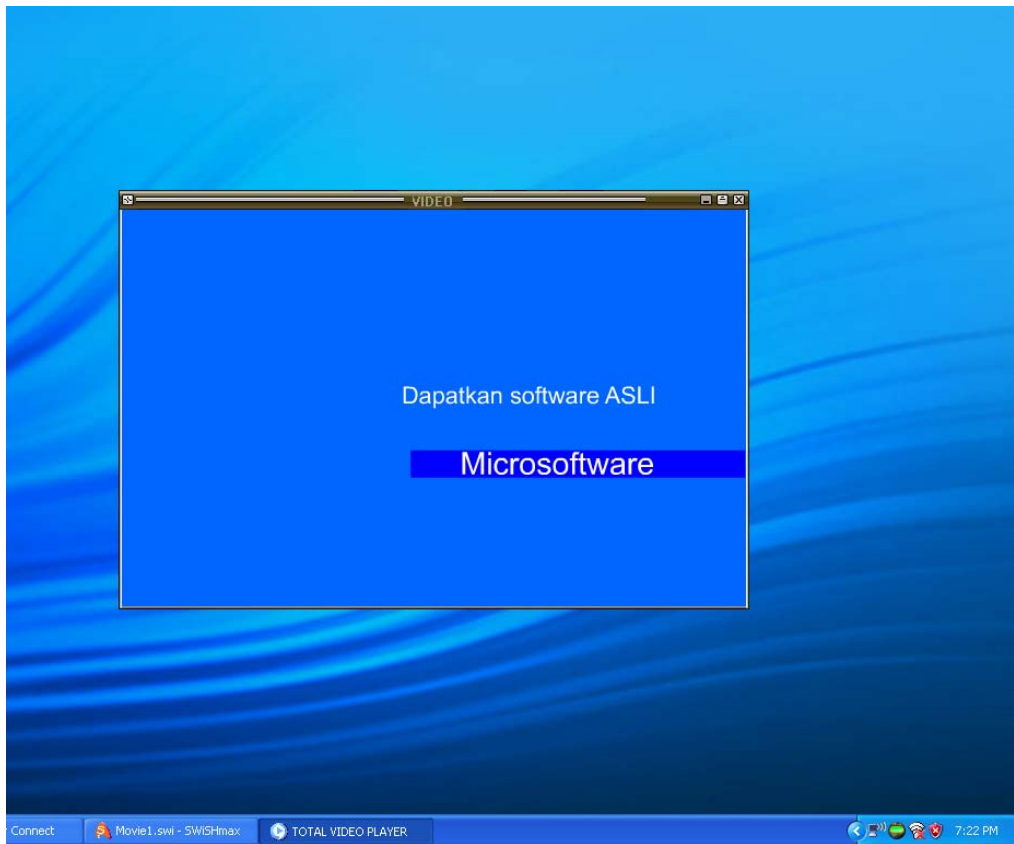 VIDEO
Dapatkan software ASLI
Microsoftware
Connect
Movie1.swi - SWiSHmax
TOTAL VIDEO PLAYER
7:22 PM